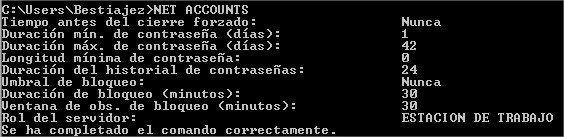 C:\Users\Bestiajez>NET ACCOUNTS
Tiempo antes del cierre forzado: Nunca
Duración mín. de contraseña (días): 1
Duración máx. de contraseña (días): 42
Longitud mínima de contraseña: 0
Duración del historial de contraseñas: 24
Umbral de bloqueo: Nunca
Duración de bloqueo (minutos): 30
Ventana de obs. de bloqueo (minutos): 30
Rol del servidor: ESTACION DE TRABAJO
Se ha completado el comando correctamente.